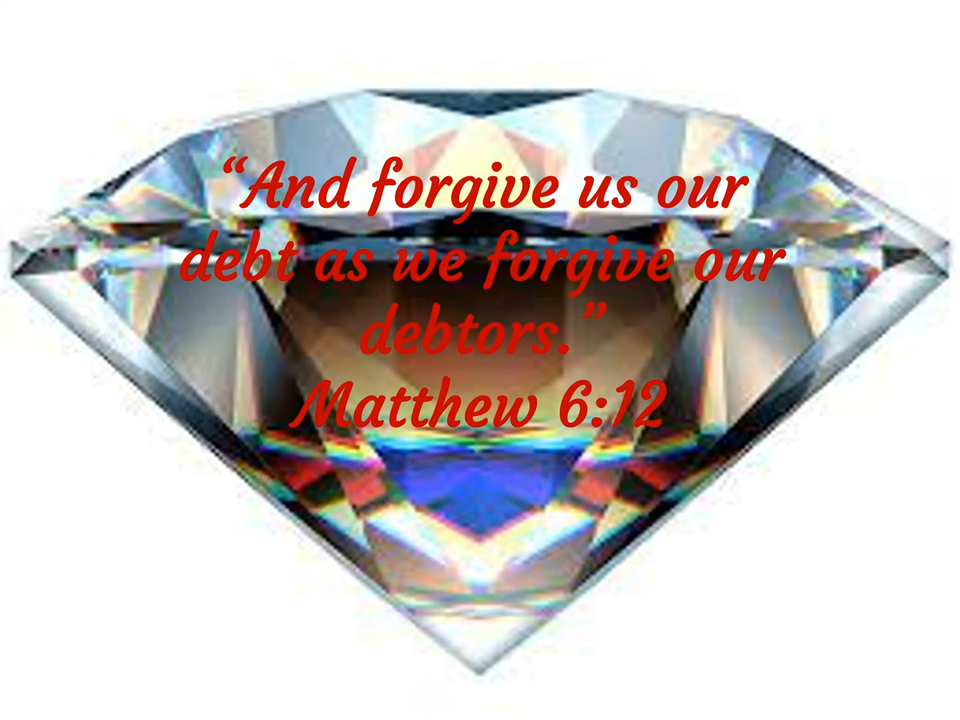 “And forgive us our
debt as we forgive our
debtors.”
Matthew 6:12